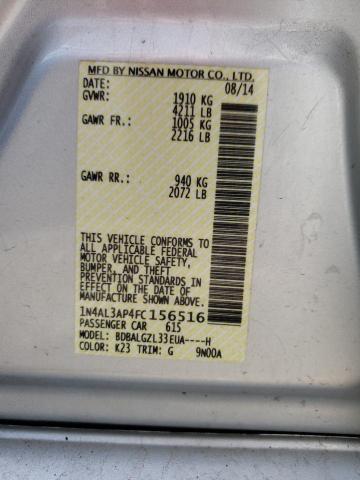 MFD BY NISSAN MOTOR CO., LTD.
DATE: 08/14
GVWR: 1910 KG
4211 LB
GAWR FR: 1005 KG
2216 LB
GAWR RR: 940 KG
2072 LB
THIS VEHICLE CONFORMS TO
ALL APPLICABLE FEDERAL
MOTOR VEHICLE SAFETY,
BUMPER, AND THEFT
PREVENTION STANDARDS IN
EFFECT ON THE DATE OF
MANUFACTURE SHOWN ABOVE.
1N4AL3AP4FC156516
PASSENGER CAR 615
MODEL: BDBALGZL33EUA----H
COLOR: K23 TRIM: G 9N00A